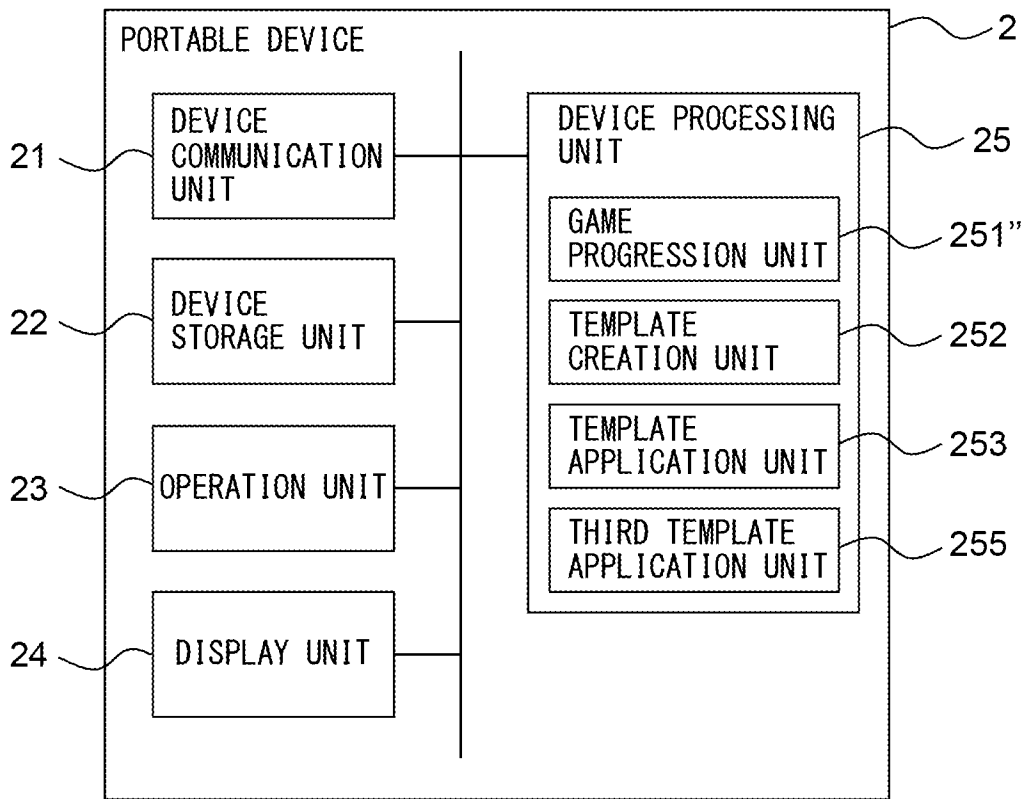 PORTABLE DEVICE
2
DEVICE
COMMUNICATION
UNIT
21
DEVICE
STORAGE UNIT
22
OPERATION UNIT
23
DISPLAY UNIT
24
DEVICE PROCESSING
UNIT
25
GAME
PROGRESSION UNIT
251”
TEMPLATE
CREATION UNIT
252
TEMPLATE
APPLICATION UNIT
253
THIRD TEMPLATE
APPLICATION UNIT
255